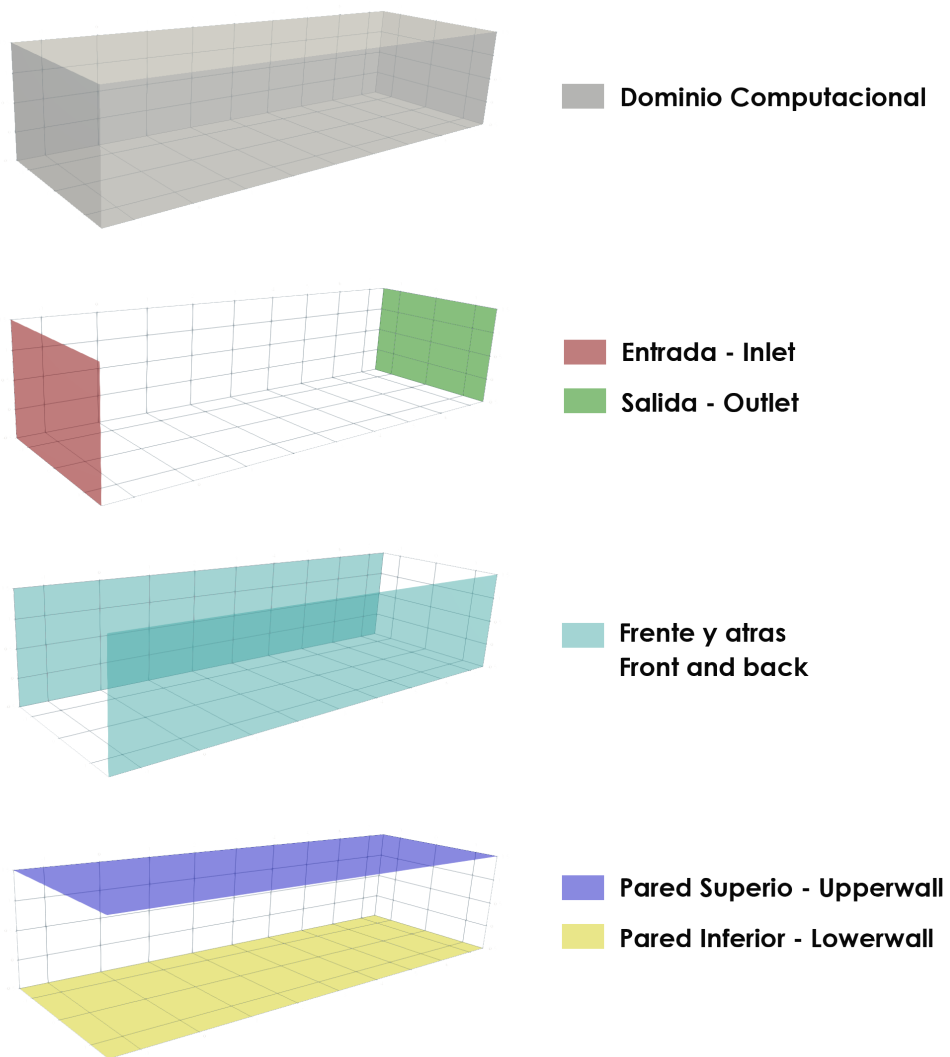 Dominio Computacional
Entrada - Inlet
Salida - Outlet
Frente y atras
Front and back
Pared Superio - Upperwall
Pared Inferior - Lowerwall